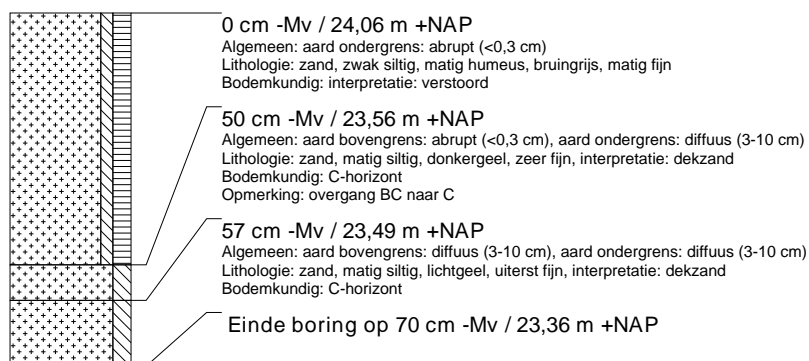 0 cm -Mv / 24,06 m +NAP
Algemeen: aard ondergrens: abrupt (<0,3 cm)
Lithologie: zand, zwak siltig, matig humeus, bruingrijs, matig fijn
Bodemkundig: interpretatie: verstoord
50 cm -Mv / 23,56 m +NAP
Algemeen: aard bovengrens: abrupt (<0,3 cm), aard ondergrens: diffuus (3-10 cm)
Lithologie: zand, matig siltig, donkergeel, zeer fijn, interpretatie: dekzand
Bodemkundig: C-horizont
Opmerking: overgang BC naar C
57 cm -Mv / 23,49 m +NAP
Algemeen: aard bovengrens: diffuus (3-10 cm), aard ondergrens: diffuus (3-10 cm)
Lithologie: zand, matig siltig, lichtgeel, uiterst fijn, interpretatie: dekzand
Bodemkundig: C-horizont
Einde boring op 70 cm -Mv / 23,36 m +NAP